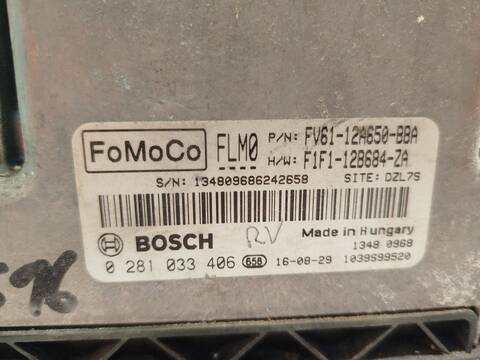 FoMoCo FLM0 P/N: FV61-12A650-BBA
H/W: F1F1-12B684-ZA
S/N: 134809686242658 SITE: DZL7S
BOSCH RV Made in Hungary
1348 0968
0 281 033 406 658 16-08-29 1039S99520